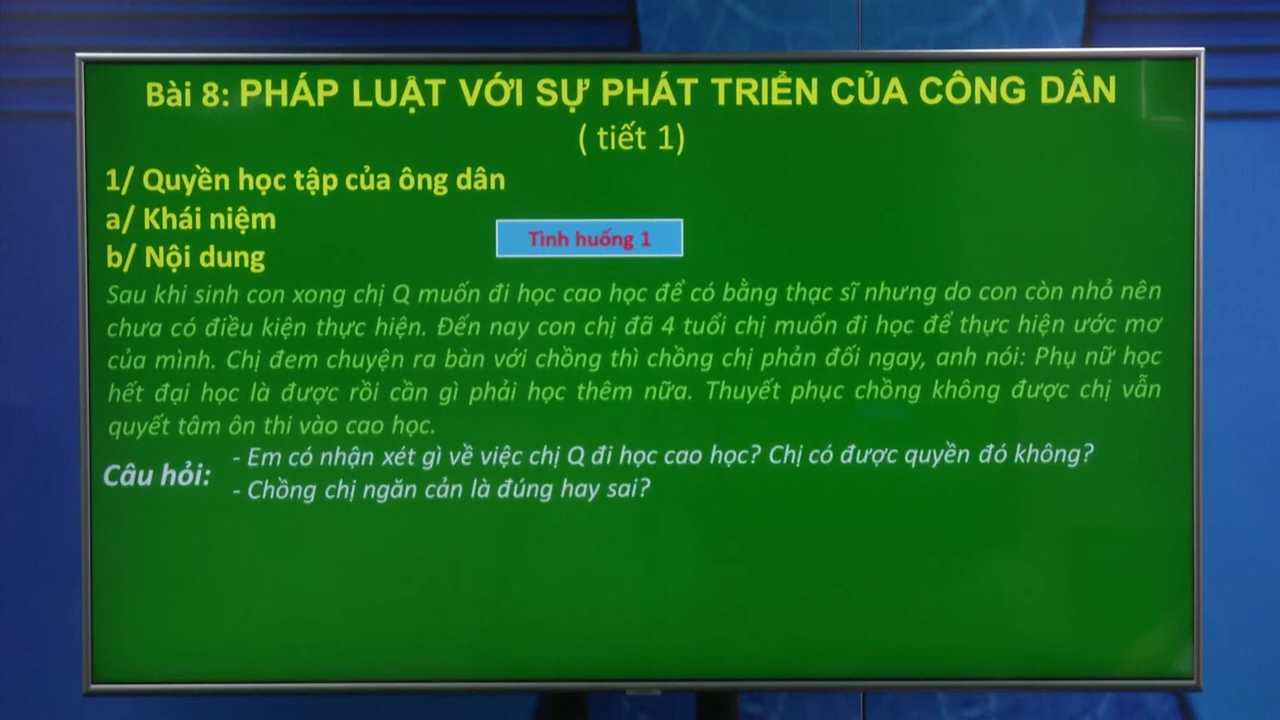 Bài 8: PHÁP LUẬT VỚI SỰ PHÁT TRIỂN CỦA CÔNG DÂN
( tiết 1)
1/ Quyền học tập của ông dân
a/ Khái niệm
Tình huống 1
b/ Nội dung
Sau khi sinh con xong chị Q muốn đi học cao học để có bằng thạc sĩ nhưng do con còn nhỏ nên
chưa có điều kiện thực hiện. Đến nay con chị đã 4 tuổi chị muốn đi học để thực hiện ước mơ
của mình. Chị đem chuyện ra bàn với chồng thì chồng chị phản đối ngay, anh nói: Phụ nữ học
hết đại học là được rồi cần gì phải học thêm nữa. Thuyết phục chồng không được chị vẫn
quyết tâm ôn thi vào cao học.
Câu hỏi:
- Em có nhận xét gì về việc chị Q đi học cao học? Chị có được quyền đó không?
- Chồng chị ngăn cản là đúng hay sai?